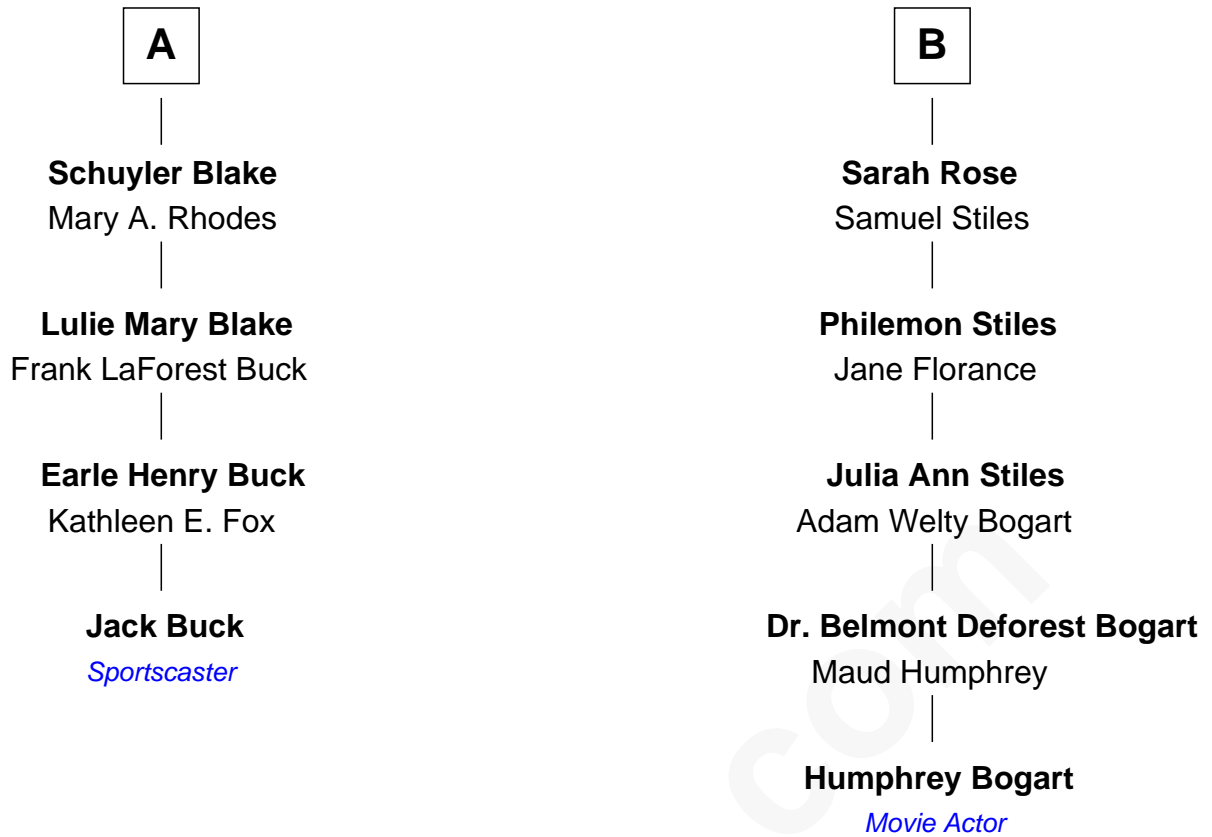 A
Schuyler Blake
Mary A. Rhodes
Lulie Mary Blake
Frank LaForest Buck
Earle Henry Buck
Kathleen E. Fox
Jack Buck
Sportscaster
B
Sarah Rose
Samuel Stiles
Philemon Stiles
Jane Florance
Julia Ann Stiles
Adam Welty Bogart
Dr. Belmont Deforest Bogart
Maud Humphrey
Humphrey Bogart
Movie Actor
com